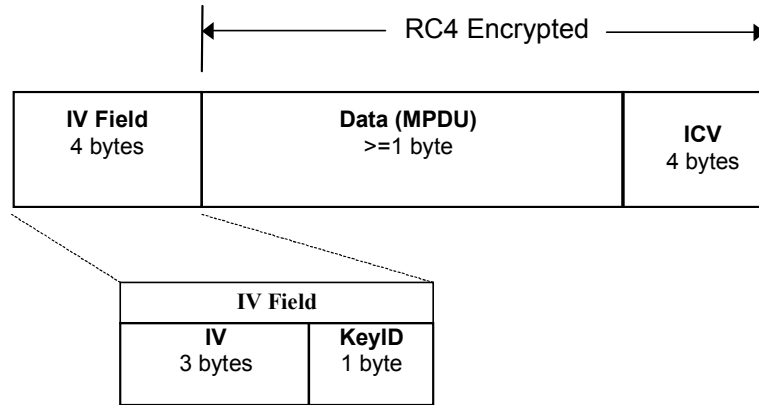 RC4 Encrypted
IV Field
4 bytes
Data (MPDU)
>=1 byte
ICV
4 bytes
IV Field
IV
3 bytes
KeyID
1 byte